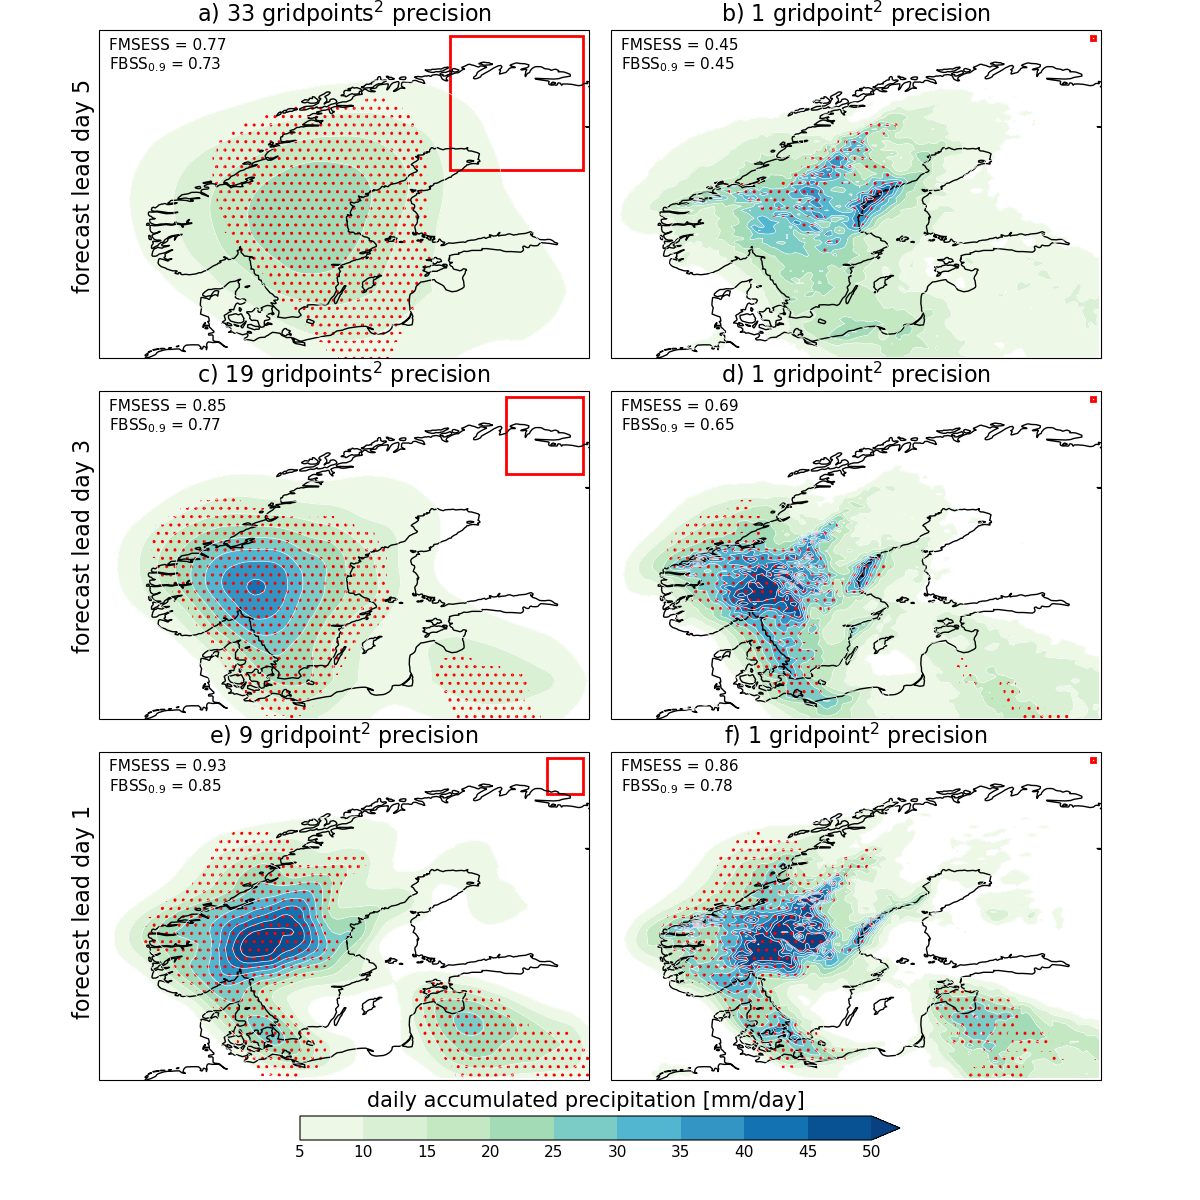 a) 33 gridpoints² precision
b) 1 gridpoint² precision
forecast lead day 5
FMSESS = 0.77
FBSS₀.₉ = 0.73
FMSESS = 0.45
FBSS₀.₉ = 0.45
c) 19 gridpoints² precision
d) 1 gridpoint² precision
forecast lead day 3
FMSESS = 0.85
FBSS₀.₉ = 0.77
FMSESS = 0.69
FBSS₀.₉ = 0.65
e) 9 gridpoint² precision
f) 1 gridpoint² precision
forecast lead day 1
FMSESS = 0.93
FBSS₀.₉ = 0.85
FMSESS = 0.86
FBSS₀.₉ = 0.78
daily accumulated precipitation [mm/day]
5 10 15 20 25 30 35 40 45 50